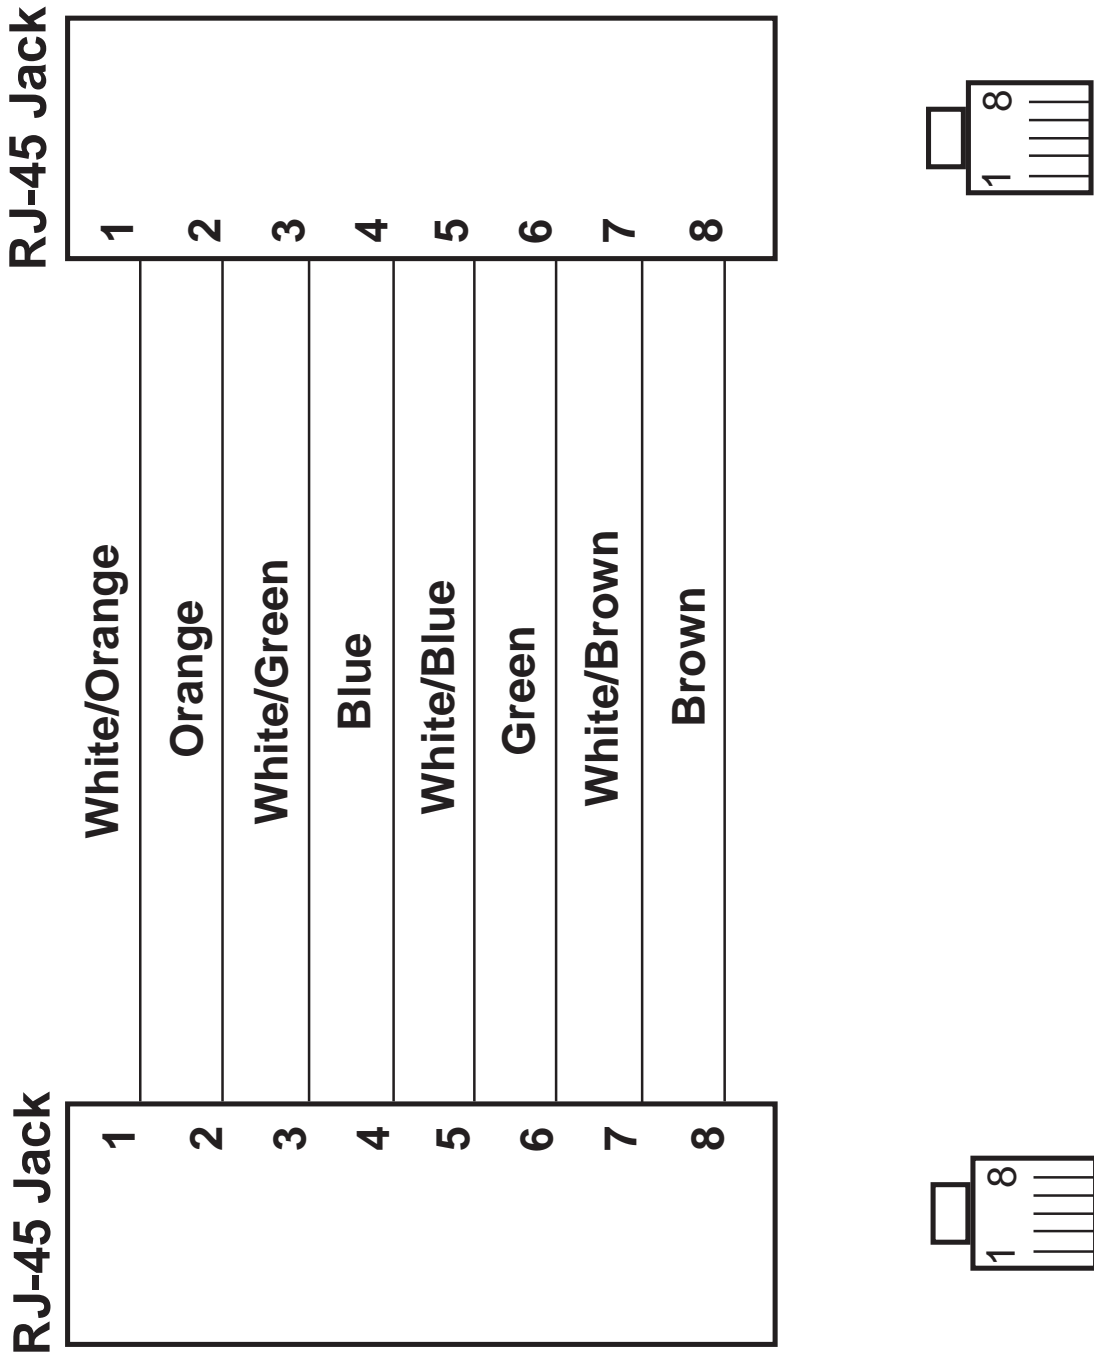 RJ-45 Jack RJ-45 Jack
1 White/Orange 1
2 Orange 2
3 White/Green 3
4 Blue 4
5 White/Blue 5
6 Green 6
7 White/Brown 7
8 Brown 8
1 8 1 8